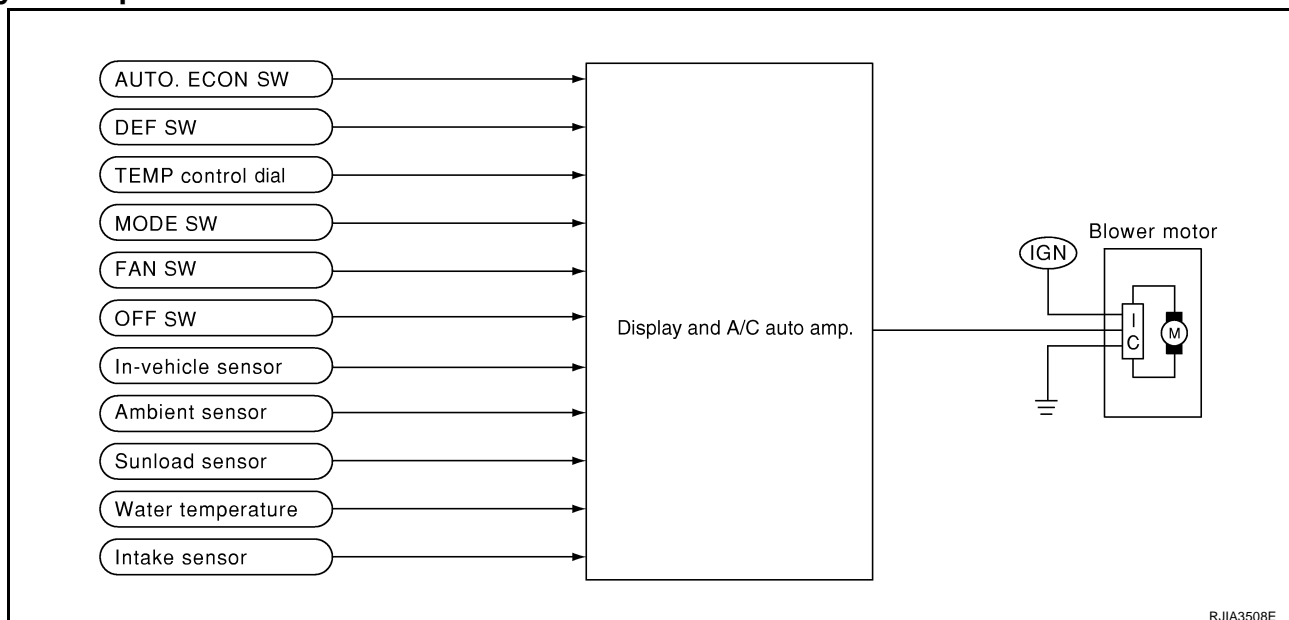 AUTO. ECON SW
DEF SW
TEMP control dial
MODE SW
FAN SW
OFF SW
In-vehicle sensor
Ambient sensor
Sunload sensor
Water temperature
Intake sensor
Display and A/C auto amp.
Blower motor
IGN
I
C
M
RJIA3508E